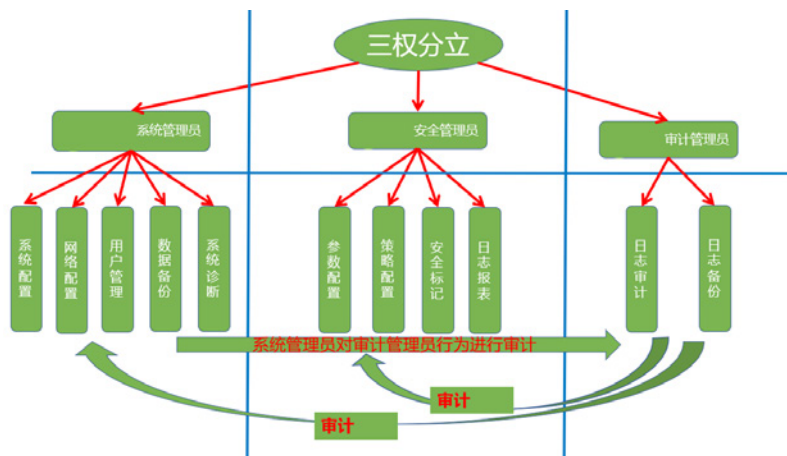 三权分立
系统管理员
安全管理员
审计管理员
系统配置
网络配置
用户管理
数据备份
系统诊断
参数配置
策略配置
安全标记
日志报表
日志审计
日志备份
系统管理员对审计管理员行为进行审计
审计
审计